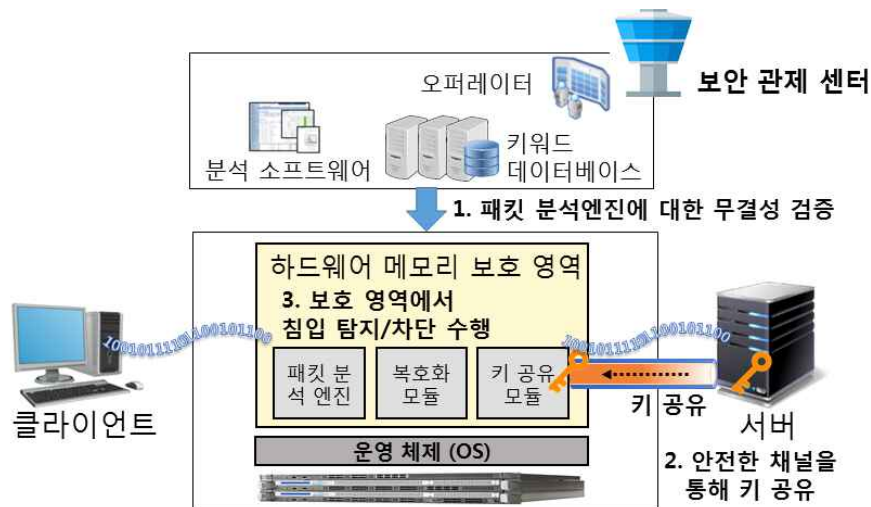 오퍼레이터
보안 관제 센터
분석 소프트웨어
키워드
데이터베이스
1. 패킷 분석엔진에 대한 무결성 검증
하드웨어 메모리 보호 영역
3. 보호 영역에서
침입 탐지/차단 수행
패킷 분
석 엔진
복호화
모듈
키 공유
모듈
키 공유
클라이언트
서버
운영 체제 (OS)
2. 안전한 채널을
통해 키 공유